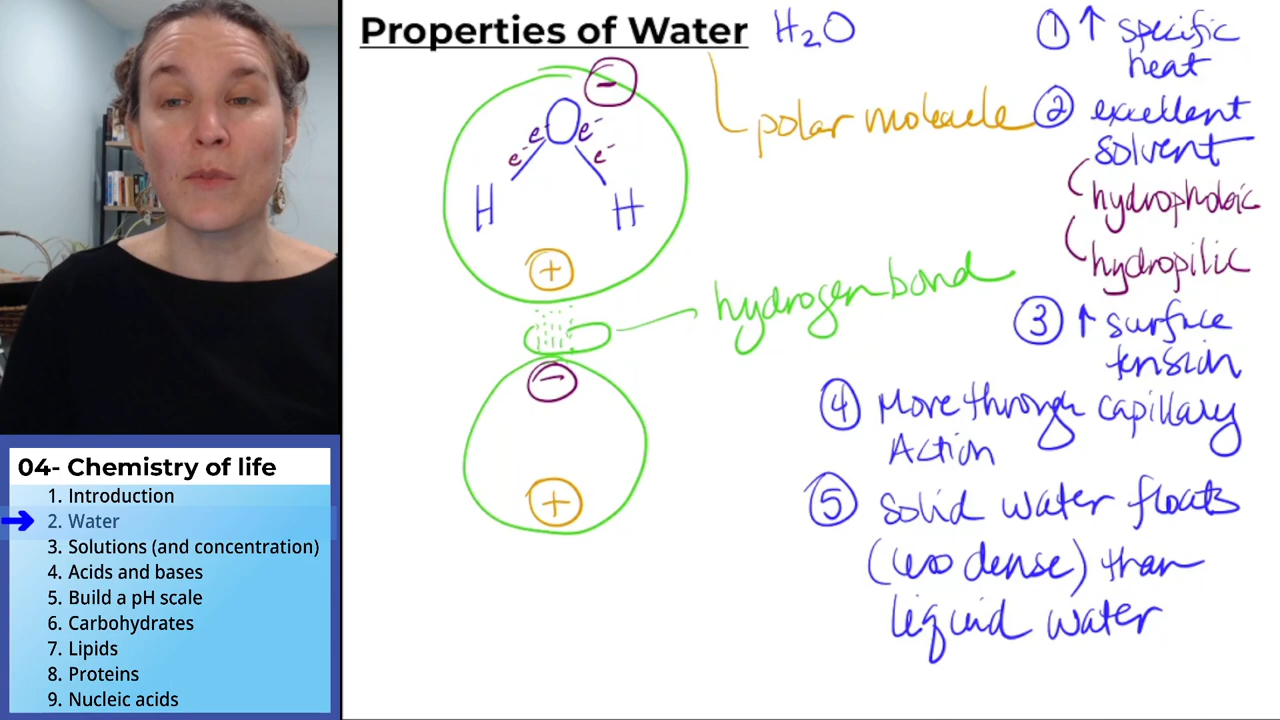 Properties of Water H₂O
polar molecule
O
e⁻ e⁻
e⁻ e⁻
H H
−
+
hydrogen bond
−
+
① ↑ specific
heat
② excellent
solvent
hydrophobic
hydropilic
③ ↑ surface
tension
④ More through capillary
Action
⑤ solid water floats
(less dense) than
liquid water
04- Chemistry of life
1. Introduction
2. Water
3. Solutions (and concentration)
4. Acids and bases
5. Build a pH scale
6. Carbohydrates
7. Lipids
8. Proteins
9. Nucleic acids